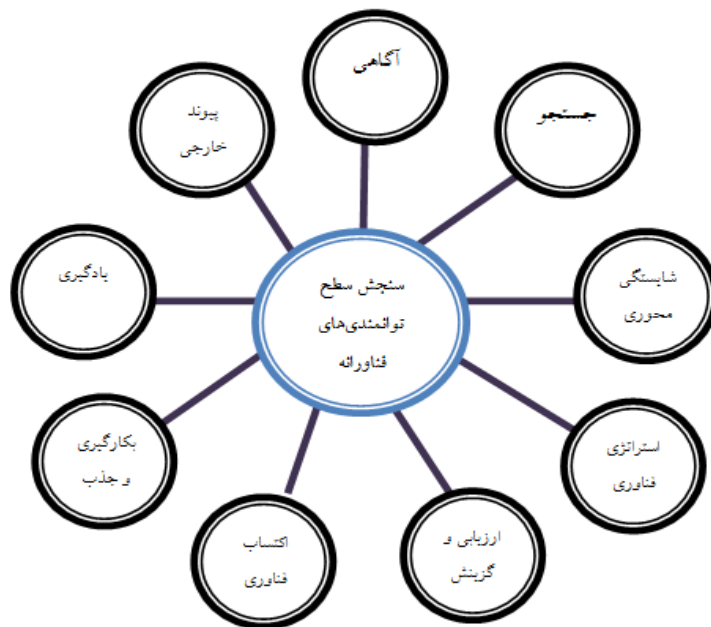 آگاهی
جستجو
شایستگی
محوری
استراتژی
فناوری
ارزیابی و
گزینش
اکتساب
فناوری
بکارگیری
و جذب
یادگیری
پیوند
خارجی
سنجش سطح
توانمندی‌های
فناورانه